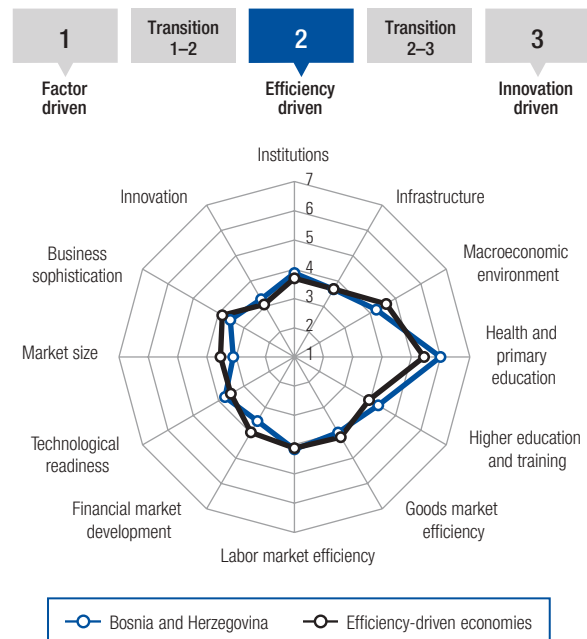 1
Transition
1–2
2
Transition
2–3
3
Factor
driven
Efficiency
driven
Innovation
driven
Institutions
Infrastructure
Macroeconomic
environment
Health and
primary
education
Higher education
and training
Goods market
efficiency
Labor market efficiency
Financial market
development
Technological
readiness
Market size
Business
sophistication
Innovation
7
6
5
4
3
2
1
Bosnia and Herzegovina
Efficiency-driven economies